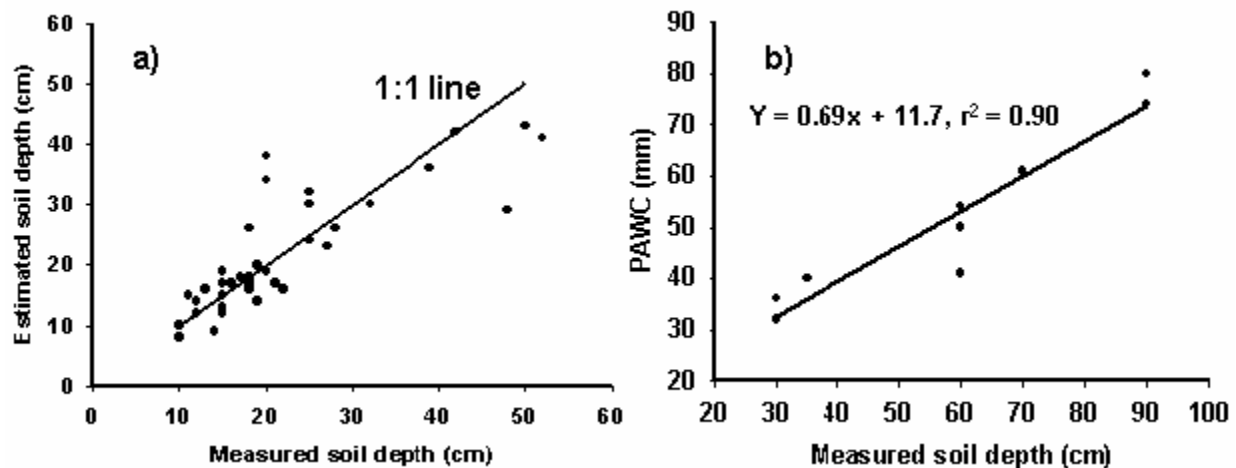 a)
1:1 line
Estimated soil depth (cm)
60
50
40
30
20
10
0
0 10 20 30 40 50 60
Measured soil depth (cm)
b)
Y = 0.69x + 11.7, r² = 0.90
PAWC (mm)
90
80
70
60
50
40
30
20
20 30 40 50 60 70 80 90 100
Measured soil depth (cm)